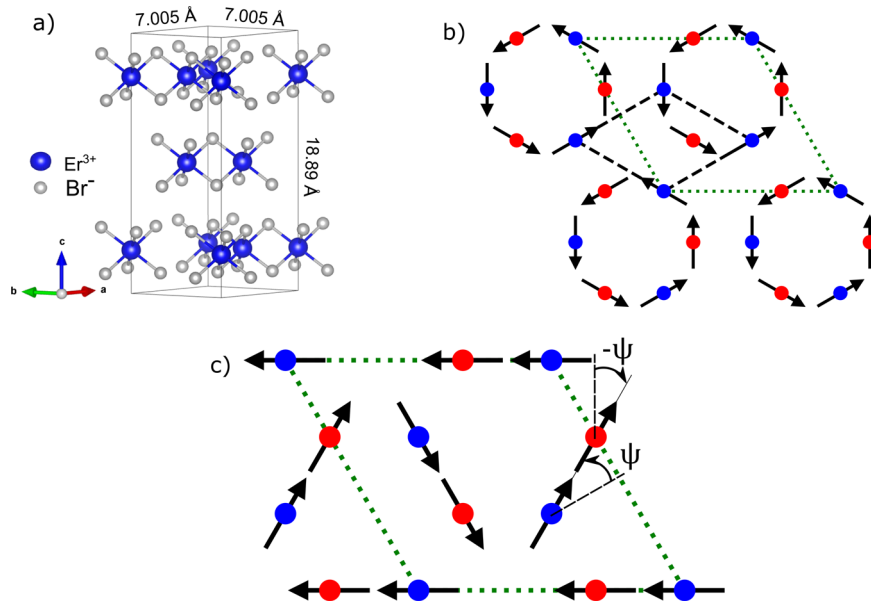 a)
7.005 Å
7.005 Å
18.89 Å
Er³⁺
Br⁻
c
b
a
b)
c)
-ψ
ψ